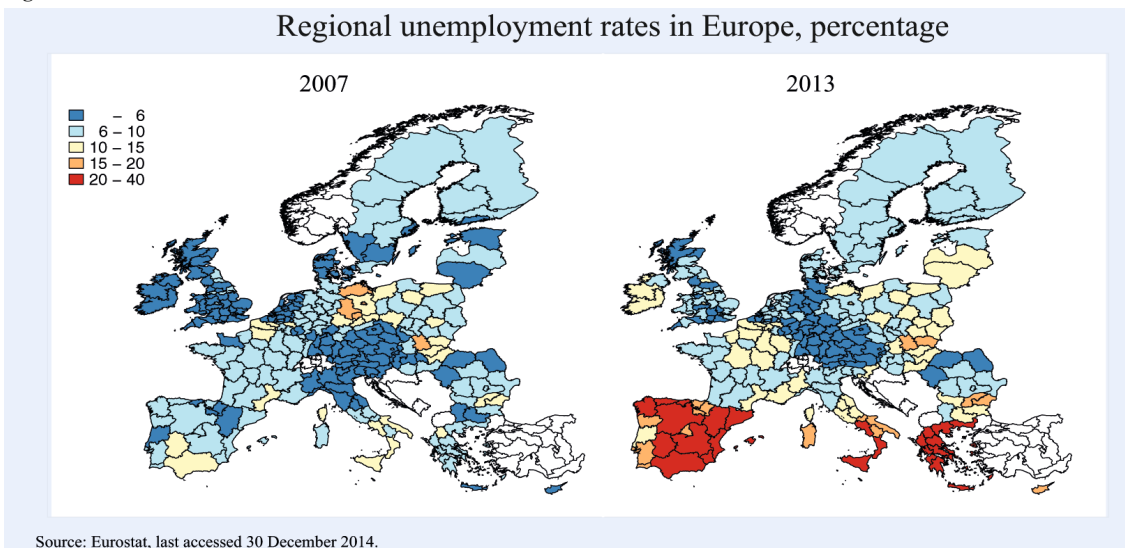 Regional unemployment rates in Europe, percentage
2007
2013
– 6
6 – 10
10 – 15
15 – 20
20 – 40
Source: Eurostat, last accessed 30 December 2014.